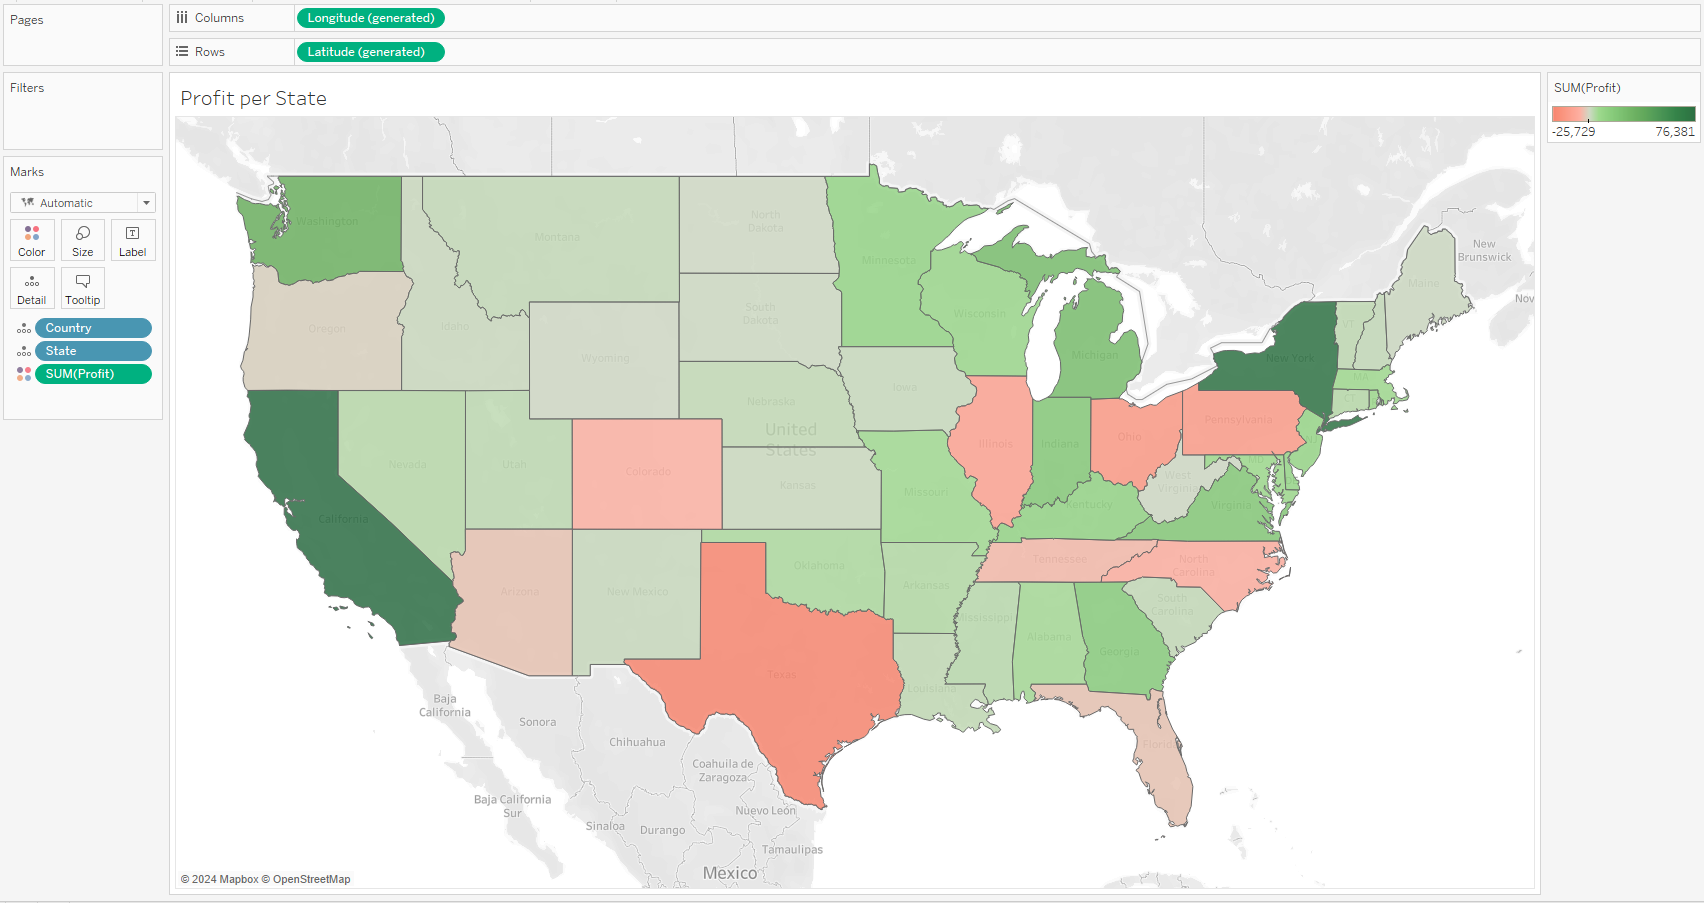 Pages
Columns
Longitude (generated)
Rows
Latitude (generated)
Filters
Profit per State
SUM(Profit)
-25,729
76,381
Marks
Automatic
Color
Size
Label
Detail
Tooltip
Country
State
SUM(Profit)
Washington
Montana
North
Dakota
Minnesota
New
Brunswick
Maine
Nov
Oregon
Idaho
South
Dakota
Wisconsin
VT
Wyoming
Michigan
New York
Iowa
MA
CT
Nebraska
United
States
Nevada
Utah
Colorado
Kansas
Missouri
Illinois
Indiana
Ohio
Pennsylvania
MD
West
Virginia
Virginia
Kentucky
California
Arizona
New Mexico
Oklahoma
Arkansas
Tennessee
North
Carolina
South
Carolina
Mississippi
Alabama
Georgia
Texas
Louisiana
Florida
Baja
California
Sonora
Chihuahua
Coahuila de
Zaragoza
Baja California
Sur
Nuevo León
Sinaloa
Durango
Tamaulipas
Mexico
© 2024 Mapbox © OpenStreetMap